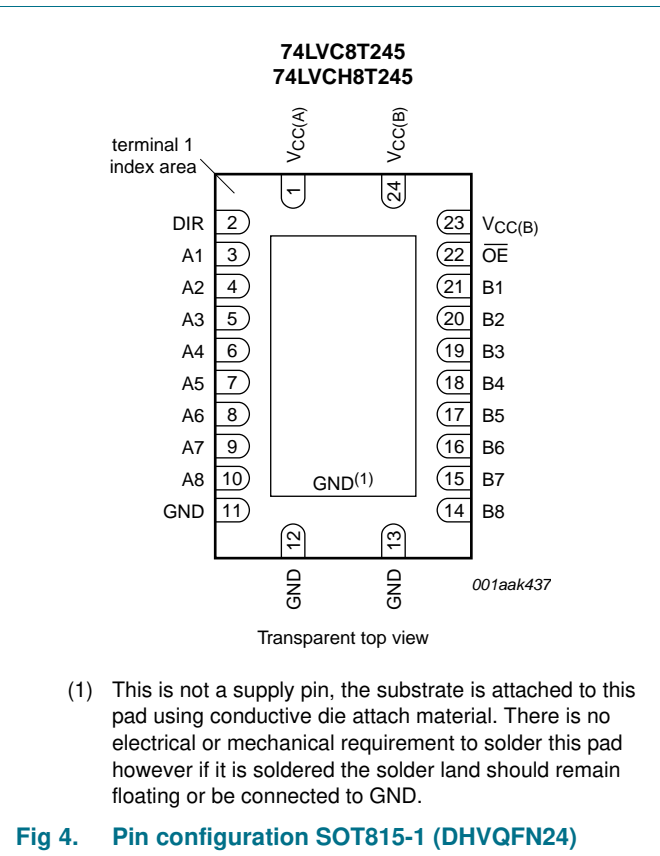 74LVC8T245
74LVCH8T245
terminal 1
index area
VCC(A)
VCC(B)
1
24
DIR 2
23 VCC(B)
A1 3
22 OE
A2 4
21 B1
A3 5
20 B2
A4 6
19 B3
A5 7
18 B4
A6 8
17 B5
A7 9
16 B6
A8 10
15 B7
GND 11
14 B8
GND(1)
12
13
GND
GND
001aak437
Transparent top view
(1) This is not a supply pin, the substrate is attached to this
pad using conductive die attach material. There is no
electrical or mechanical requirement to solder this pad
however if it is soldered the solder land should remain
floating or be connected to GND.
Fig 4. Pin configuration SOT815-1 (DHVQFN24)